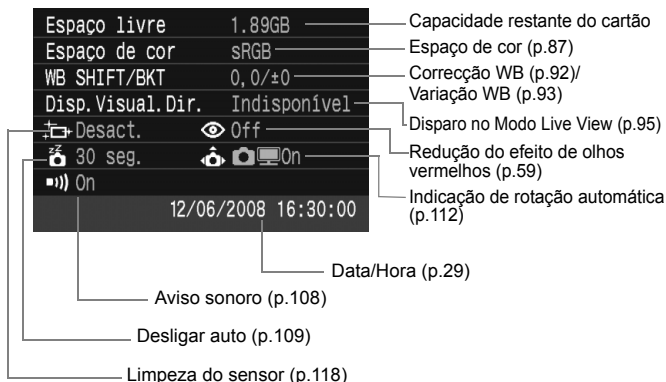 Espaço livre 1.89GB
Capacidade restante do cartão
Espaço de cor sRGB
Espaço de cor (p.87)
WB SHIFT/BKT 0,0/±0
Correcção WB (p.92)/
Variação WB (p.93)
Disp.Visual.Dir. Indisponível
Disparo no Modo Live View (p.95)
Desact. Off
Redução do efeito de olhos
vermelhos (p.59)
zz 30 seg. On
Indicação de rotação automática
(p.112)
On
12/06/2008 16:30:00
Data/Hora (p.29)
Aviso sonoro (p.108)
Desligar auto (p.109)
Limpeza do sensor (p.118)